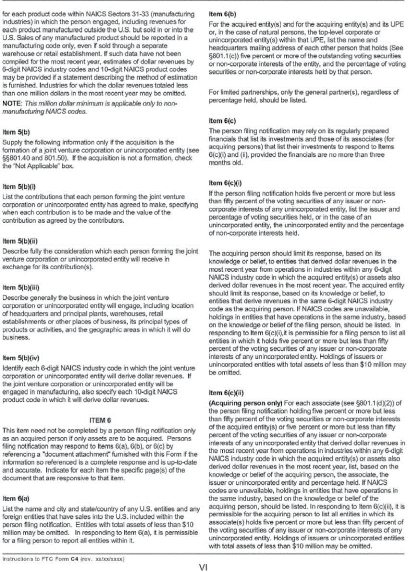 for each product code within NAICS Sectors 31-33 (manufacturing
industries) in which the person engaged, including revenues for
each product manufactured outside the U.S. but sold in or into the
U.S. Sales of any manufactured product should be reported in a
manufacturing code only, even if sold through a separate
warehouse or retail establishment. If such data have not been
compiled for the most recent year, estimates of dollar revenues by
6-digit NAICS industry codes and 10-digit NAICS product codes
may be provided if a statement describing the method of estimation
is furnished. Industries for which the dollar revenues totaled less
than one million dollars in the most recent year may be omitted.
NOTE: This million dollar minimum is applicable only to non-
manufacturing NAICS codes.
Item 5(b)
Supply the following information only if the acquisition is the
formation of a joint venture corporation or unincorporated entity (see
§§801.40 and 801.50). If the acquisition is not a formation, check
the "Not Applicable" box.
Item 5(b)(i)
List the contributions that each person forming the joint venture
corporation or unincorporated entity has agreed to make, specifying
when each contribution is to be made and the value of the
contribution as agreed by the contributors.
Item 5(b)(ii)
Describe fully the consideration which each person forming the joint
venture corporation or unincorporated entity will receive in
exchange for its contribution(s).
Item 5(b)(iii)
Describe generally the business in which the joint venture
corporation or unincorporated entity will engage, including location
of headquarters and principal plants, warehouses, retail
establishments or other places of business, its principal types of
products or activities, and the geographic areas in which it will do
business.
Item 5(b)(iv)
Identify each 6-digit NAICS industry code in which the joint venture
corporation or unincorporated entity will derive dollar revenues. If
the joint venture corporation or unincorporated entity will be
engaged in manufacturing, also specify each 10-digit NAICS
product code in which it will derive dollar revenues.
ITEM 6
This item need not be completed by a person filing notification only
as an acquired person if only assets are to be acquired. Persons
filing notification may respond to Items 6(a), 6(b), or 6(c) by
referencing a "document attachment" furnished with this Form if the
information so referenced is a complete response and is up-to-date
and accurate. Indicate for each item the specific page(s) of the
document that are responsive to that item.
Item 6(a)
List the name and city and state/country of any U.S. entities and any
foreign entities that have sales into the U.S. included within the
person filing notification. Entities with total assets of less than $10
million may be omitted. In responding to Item 6(a), it is permissible
for a filing person to report all entities within it.
Item 6(b)
For the acquired entity(s) and for the acquiring entity(s) and its UPE
or, in the case of natural persons, the top-level corporate or
unincorporated entity(s) within that UPE, list the name and
headquarters mailing address of each other person that holds (See
§801.1(c)) five percent or more of the outstanding voting securities
or non-corporate interests of the entity, and the percentage of voting
securities or non-corporate interests held by that person.
For limited partnerships, only the general partner(s), regardless of
percentage held, should be listed.
Item 6(c)
The person filing notification may rely on its regularly prepared
financials that list its investments and those of its associates (for
acquiring persons) that list their investments to respond to Items
6(c)(i) and (ii), provided the financials are no more than three
months old.
Item 6(c)(i)
If the person filing notification holds five percent or more but less
than fifty percent of the voting securities of any issuer or non-
corporate interests of any unincorporated entity, list the issuer and
percentage of voting securities held, or in the case of an
unincorporated entity, the unincorporated entity and the percentage
of non-corporate interests held.
The acquiring person should limit its response, based on its
knowledge or belief, to entities that derived dollar revenues in the
most recent year from operations in industries within any 6-digit
NAICS industry code in which the acquired entity(s) or assets also
derived dollar revenues in the most recent year. The acquired entity
should limit its response, based on its knowledge or belief, to
entities that derive revenues in the same 6-digit NAICS industry
code as the acquiring person. If NAICS codes are unavailable,
holdings in entities that have operations in the same industry, based
on the knowledge or belief of the filing person, should be listed. In
responding to Item 6(c)(i), it is permissible for a filing person to list all
entities in which it holds five percent or more but less than fifty
percent of the voting securities of any issuer or non-corporate
interests of any unincorporated entity. Holdings of issuers or
unincorporated entities with total assets of less than $10 million may
be omitted.
Item 6(c)(ii)
(Acquiring person only) For each associate (see §801.1(d)(2)) of
the person filing notification holding five percent or more but less
than fifty percent of the voting securities or non-corporate interests
of the acquired entity(s) or five percent or more but less than fifty
percent of the voting securities of any issuer or non-corporate
interests of any unincorporated entity that derived dollar revenues in
the most recent year from operations in industries within any 6-digit
NAICS industry code in which the acquired entity(s) or assets also
derived dollar revenues in the most recent year, list, based on the
knowledge or belief of the acquiring person, the associate, the
issuer or unincorporated entity and percentage held. If NAICS
codes are unavailable, holdings in entities that have operations in
the same industry, based on the knowledge or belief of the
acquiring person, should be listed. In responding to Item 6(c)(ii), it is
permissible for the acquiring person to list all entities in which its
associate(s) holds five percent or more but less than fifty percent of
the voting securities of any issuer or non-corporate interests of any
unincorporated entity. Holdings of issuers or unincorporated entities
with total assets of less than $10 million may be omitted.
Instructions to FTC Form C4 (rev. xx/xx/xxxx)
VI